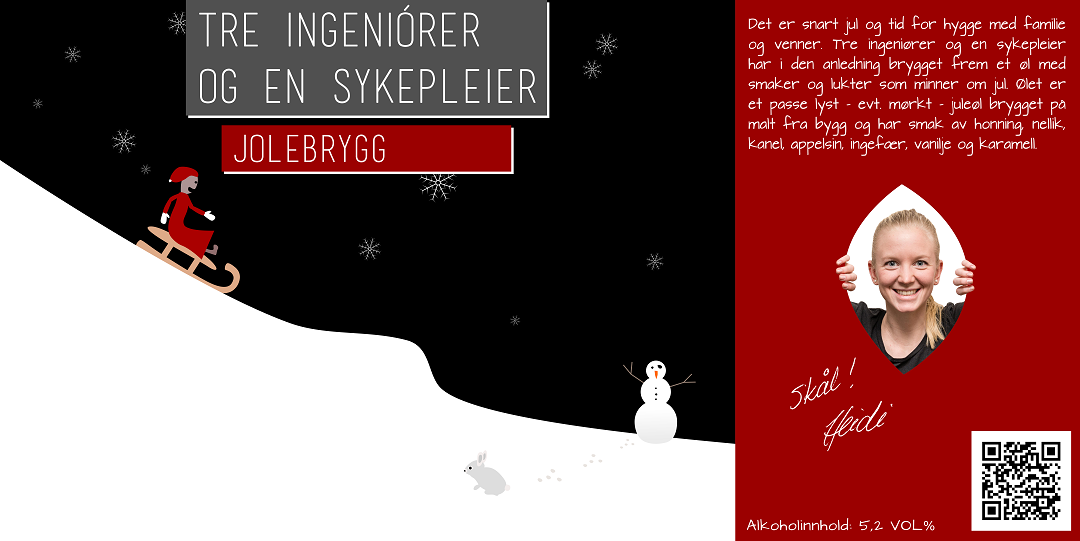 TRE INGENIÓRER
OG EN SYKEPLEIER
JOLEBRYGG
Det er snart jul og tid for hygge med familie
og venner. Tre ingeniører og en sykepleier
har i den anledning brygget frem et øl med
smaker og lukter som minner om jul. Ølet er
et passe lyst - evt. mørkt - juleøl brygget på
malt fra bygg og har smak av honning, nellik,
kanel, appelsin, ingefær, vanilje og karamell.
Skål!
Heidi
Alkoholinnhold: 5,2 VOL%